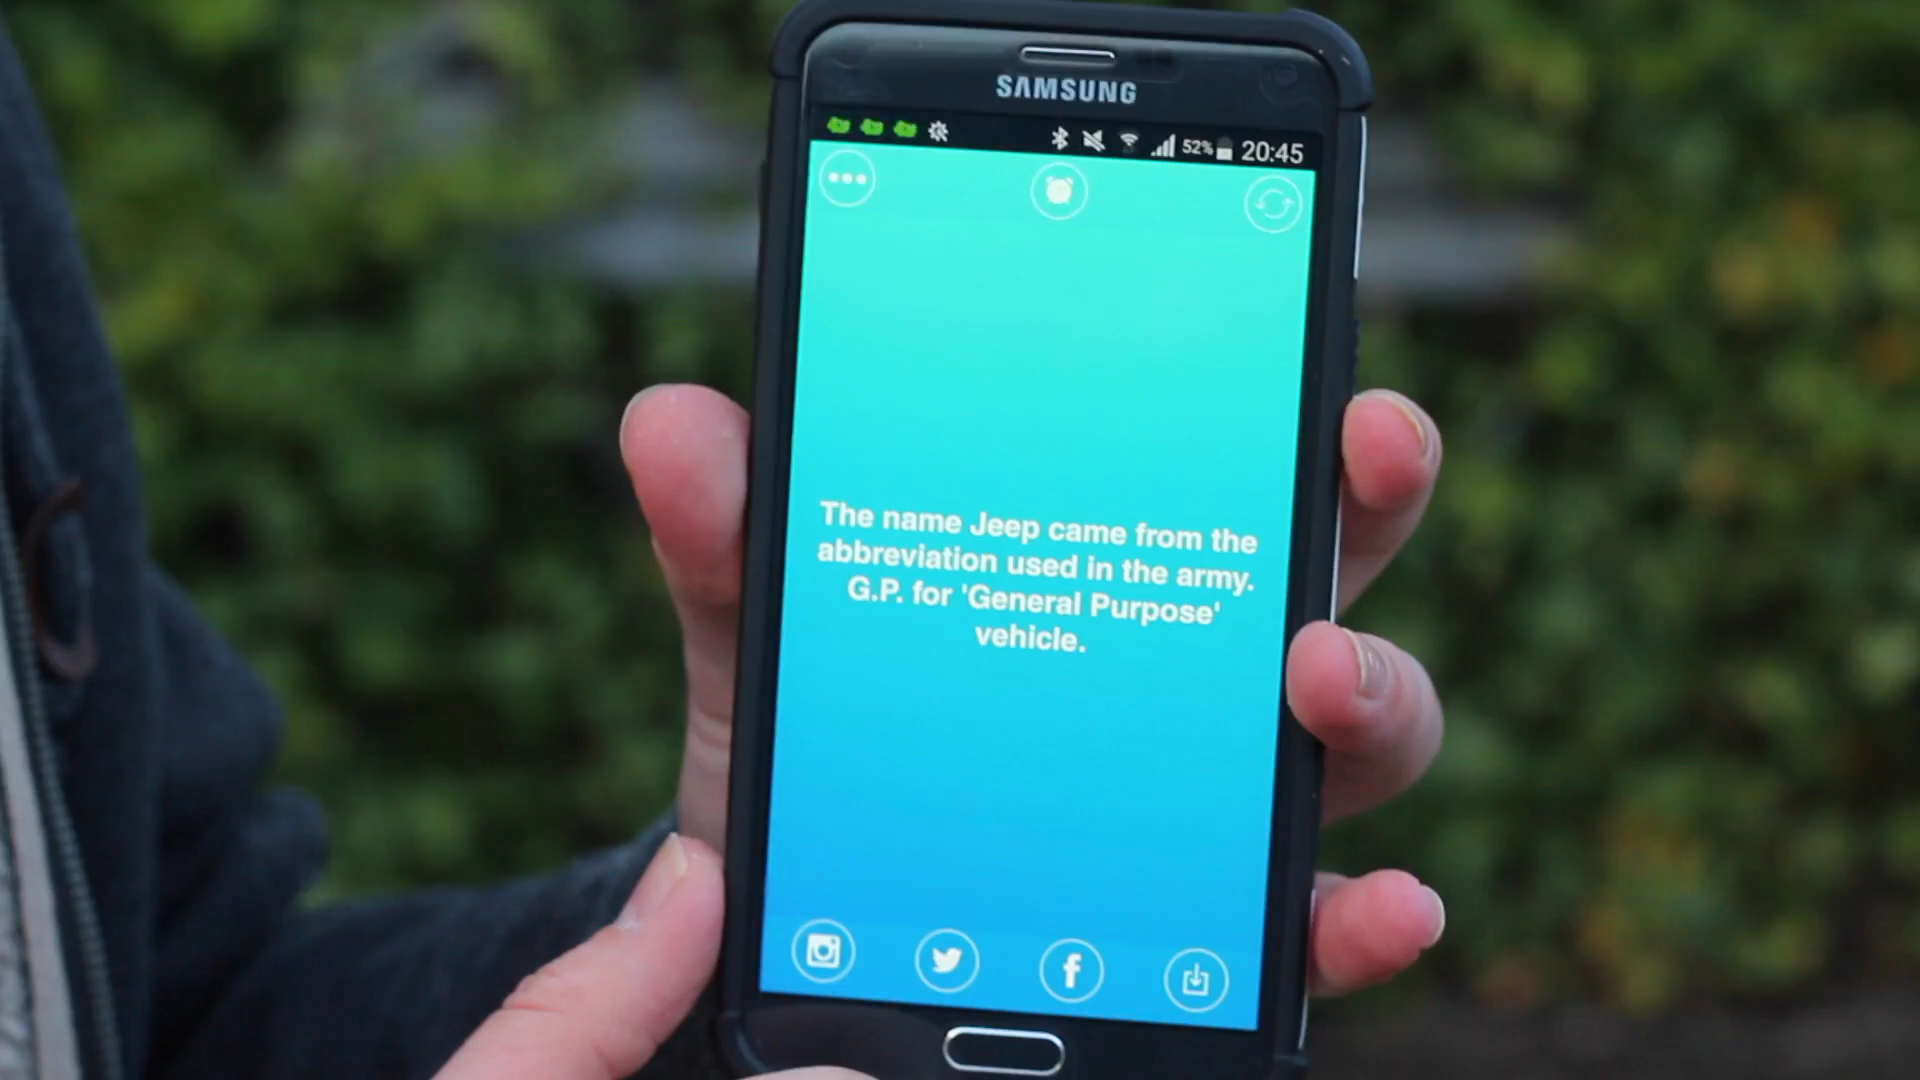 SAMSUNG
52% 20:45
The name Jeep came from the
abbreviation used in the army.
G.P. for 'General Purpose'
vehicle.